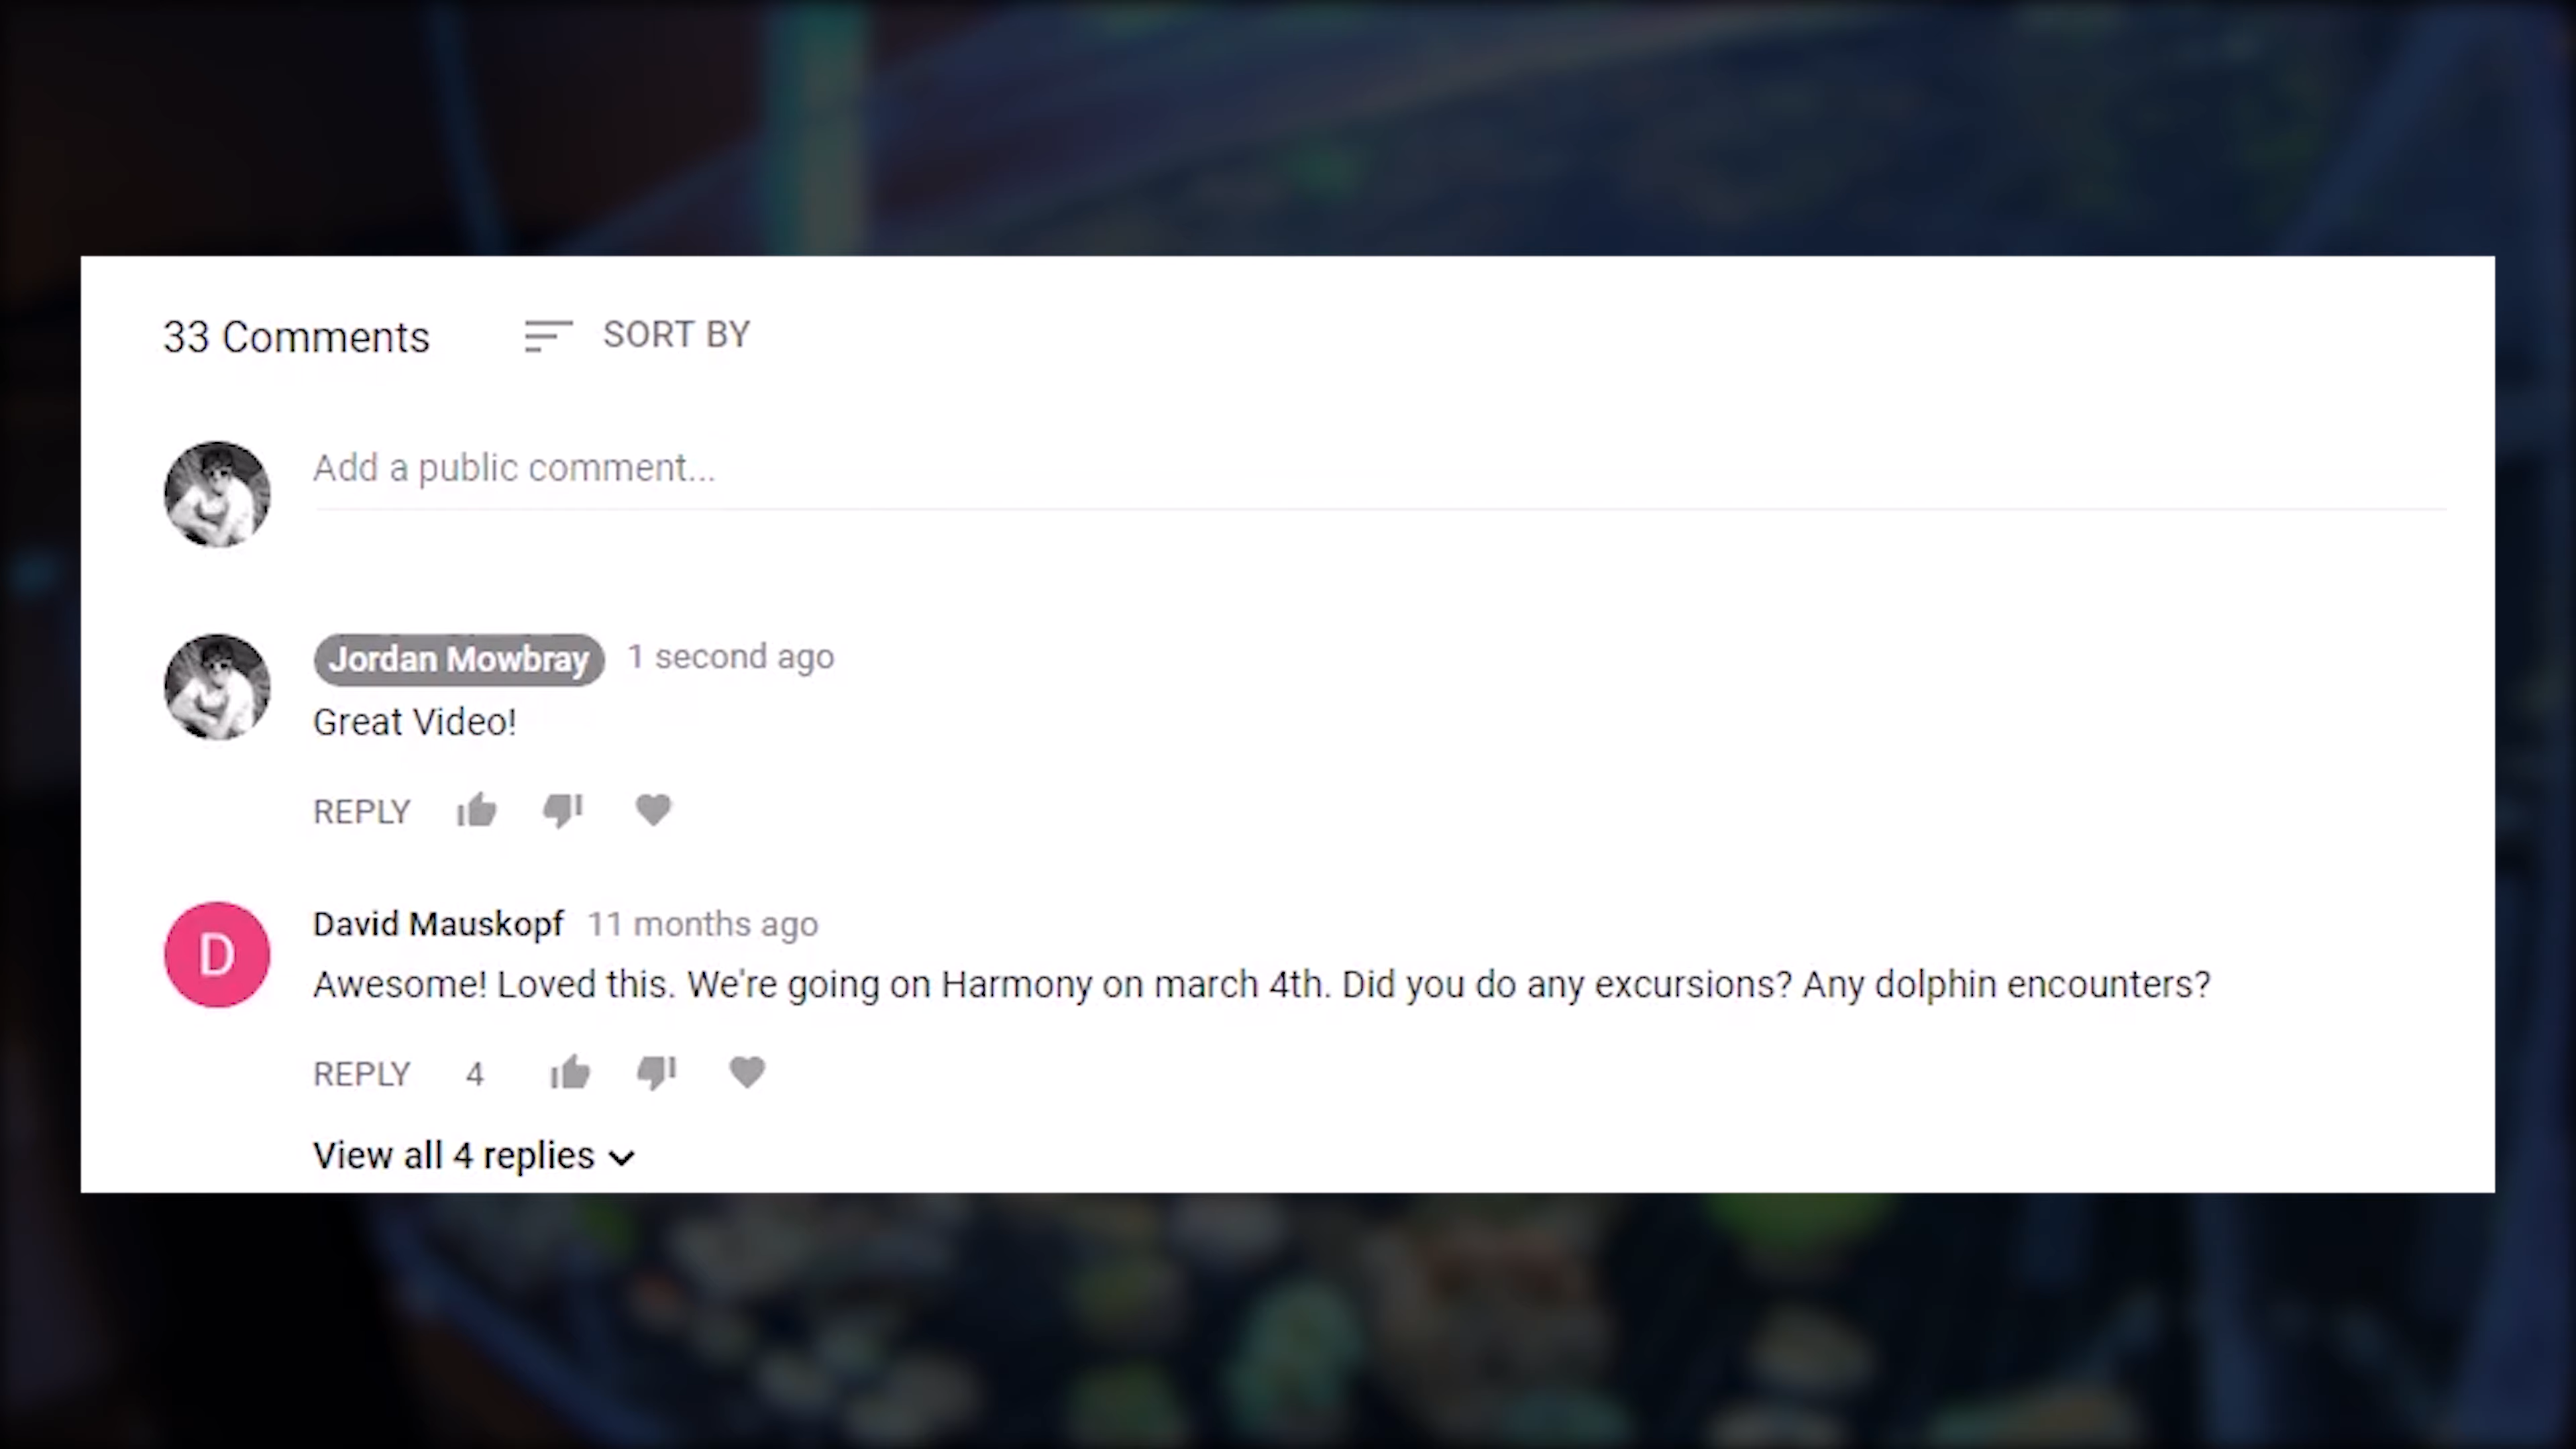 33 Comments SORT BY
Add a public comment...
Jordan Mowbray 1 second ago
Great Video!
REPLY
D
David Mauskopf 11 months ago
Awesome! Loved this. We're going on Harmony on march 4th. Did you do any excursions? Any dolphin encounters?
REPLY 4
View all 4 replies